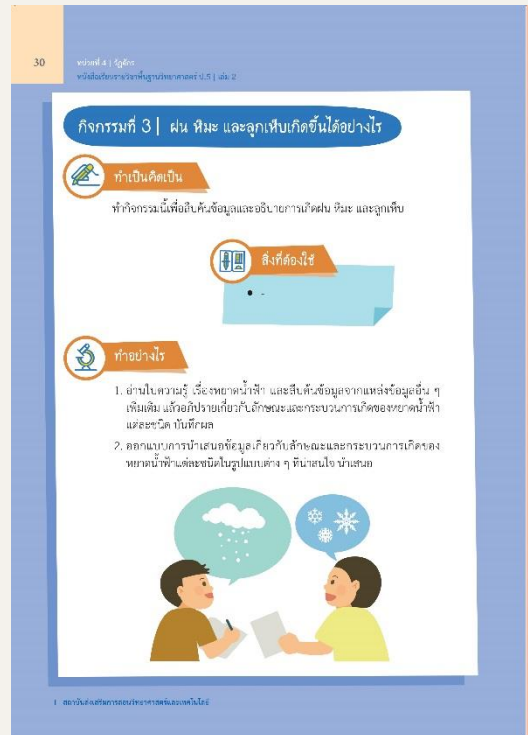 30
หน่วยที่ 4 | วัฏจักร
หนังสือเรียนรายวิชาพื้นฐานวิทยาศาสตร์ ป.5 | เล่ม 2
กิจกรรมที่ 3 | ฝน หิมะ และลูกเห็บเกิดขึ้นได้อย่างไร
ทำเป็นคิดเป็น
ทำกิจกรรมนี้เพื่อสืบค้นข้อมูลและอธิบายการเกิดฝน หิมะ และลูกเห็บ
สิ่งที่ต้องใช้
• -
ทำอย่างไร
1. อ่านใบความรู้ เรื่องหยาดน้ำฟ้า และสืบค้นข้อมูลจากแหล่งข้อมูลอื่น ๆ
เพิ่มเติม แล้วอภิปรายเกี่ยวกับลักษณะและกระบวนการเกิดของหยาดน้ำฟ้า
แต่ละชนิด บันทึกผล
2. ออกแบบการนำเสนอข้อมูลเกี่ยวกับลักษณะและกระบวนการเกิดของ
หยาดน้ำฟ้าแต่ละชนิดในรูปแบบต่าง ๆ ที่น่าสนใจ นำเสนอ
| สถาบันส่งเสริมการสอนวิทยาศาสตร์และเทคโนโลยี